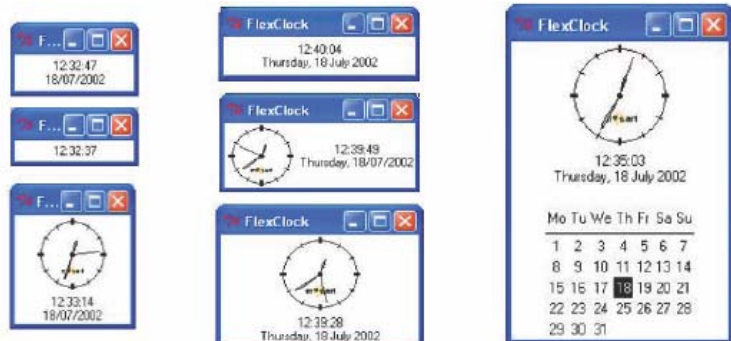 F...
12:32:47
18/07/2002
F...
12:32:37
F...
12:33:14
18/07/2002
FlexClock
12:40:04
Thursday, 18 July 2002
FlexClock
12:39:49
Thursday, 18/07/2002
FlexClock
12:39:28
Thursday, 18 July 2002
FlexClock
12:35:03
Thursday, 18 July 2002
Mo Tu We Th Fr Sa Su
1 2 3 4 5 6 7
8 9 10 11 12 13 14
15 16 17 18 19 20 21
22 23 24 25 26 27 28
29 30 31